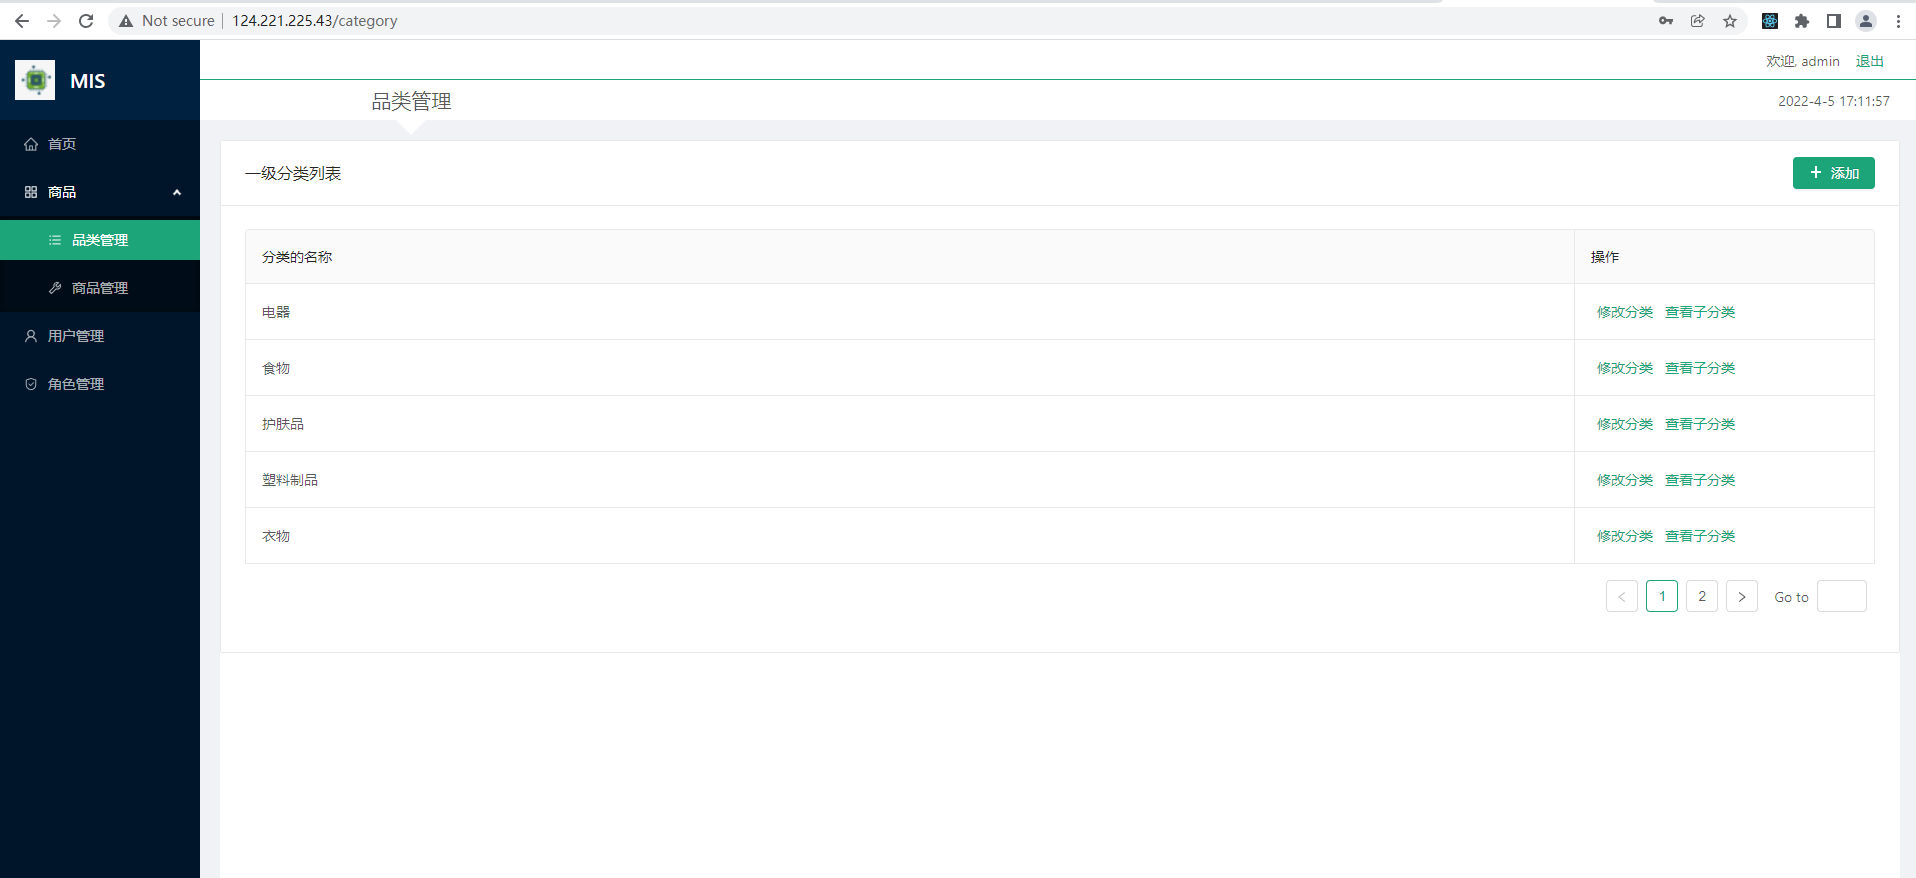 Not secure | 124.221.225.43/category
MIS
欢迎, admin 退出
品类管理
2022-4-5 17:11:57
首页
商品
品类管理
商品管理
用户管理
角色管理
一级分类列表
+ 添加
分类的名称 操作
电器 修改分类 查看子分类
食物 修改分类 查看子分类
护肤品 修改分类 查看子分类
塑料制品 修改分类 查看子分类
衣物 修改分类 查看子分类
< 1 2 > Go to